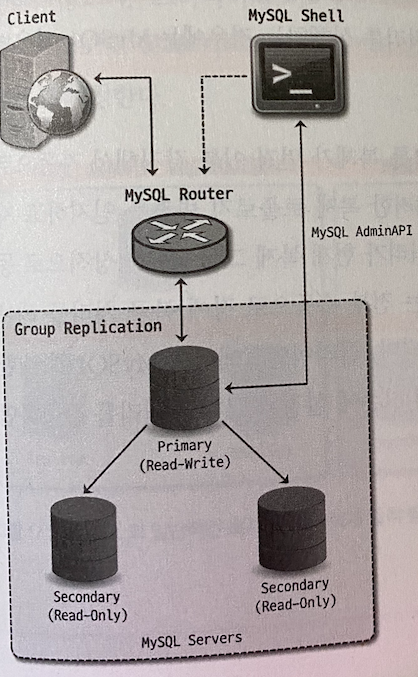 Client
MySQL Shell
>_
MySQL Router
MySQL AdminAPI
Group Replication
Primary
(Read-Write)
Secondary
(Read-Only)
Secondary
(Read-Only)
MySQL Servers